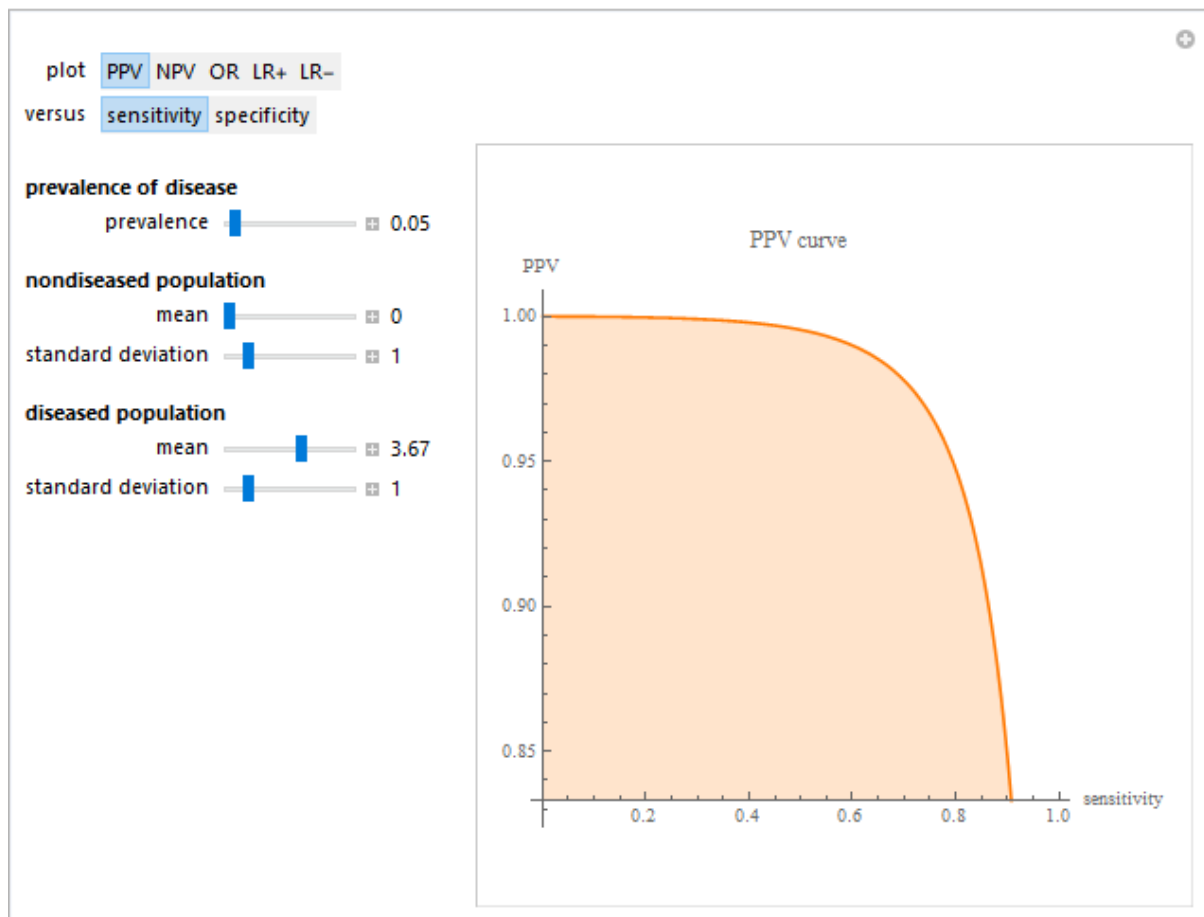 plot PPV NPV OR LR+ LR−
versus sensitivity specificity
prevalence of disease
prevalence 0.05
nondiseased population
mean 0
standard deviation 1
diseased population
mean 3.67
standard deviation 1
PPV curve
PPV
1.00
0.95
0.90
0.85
0.2 0.4 0.6 0.8 1.0
sensitivity